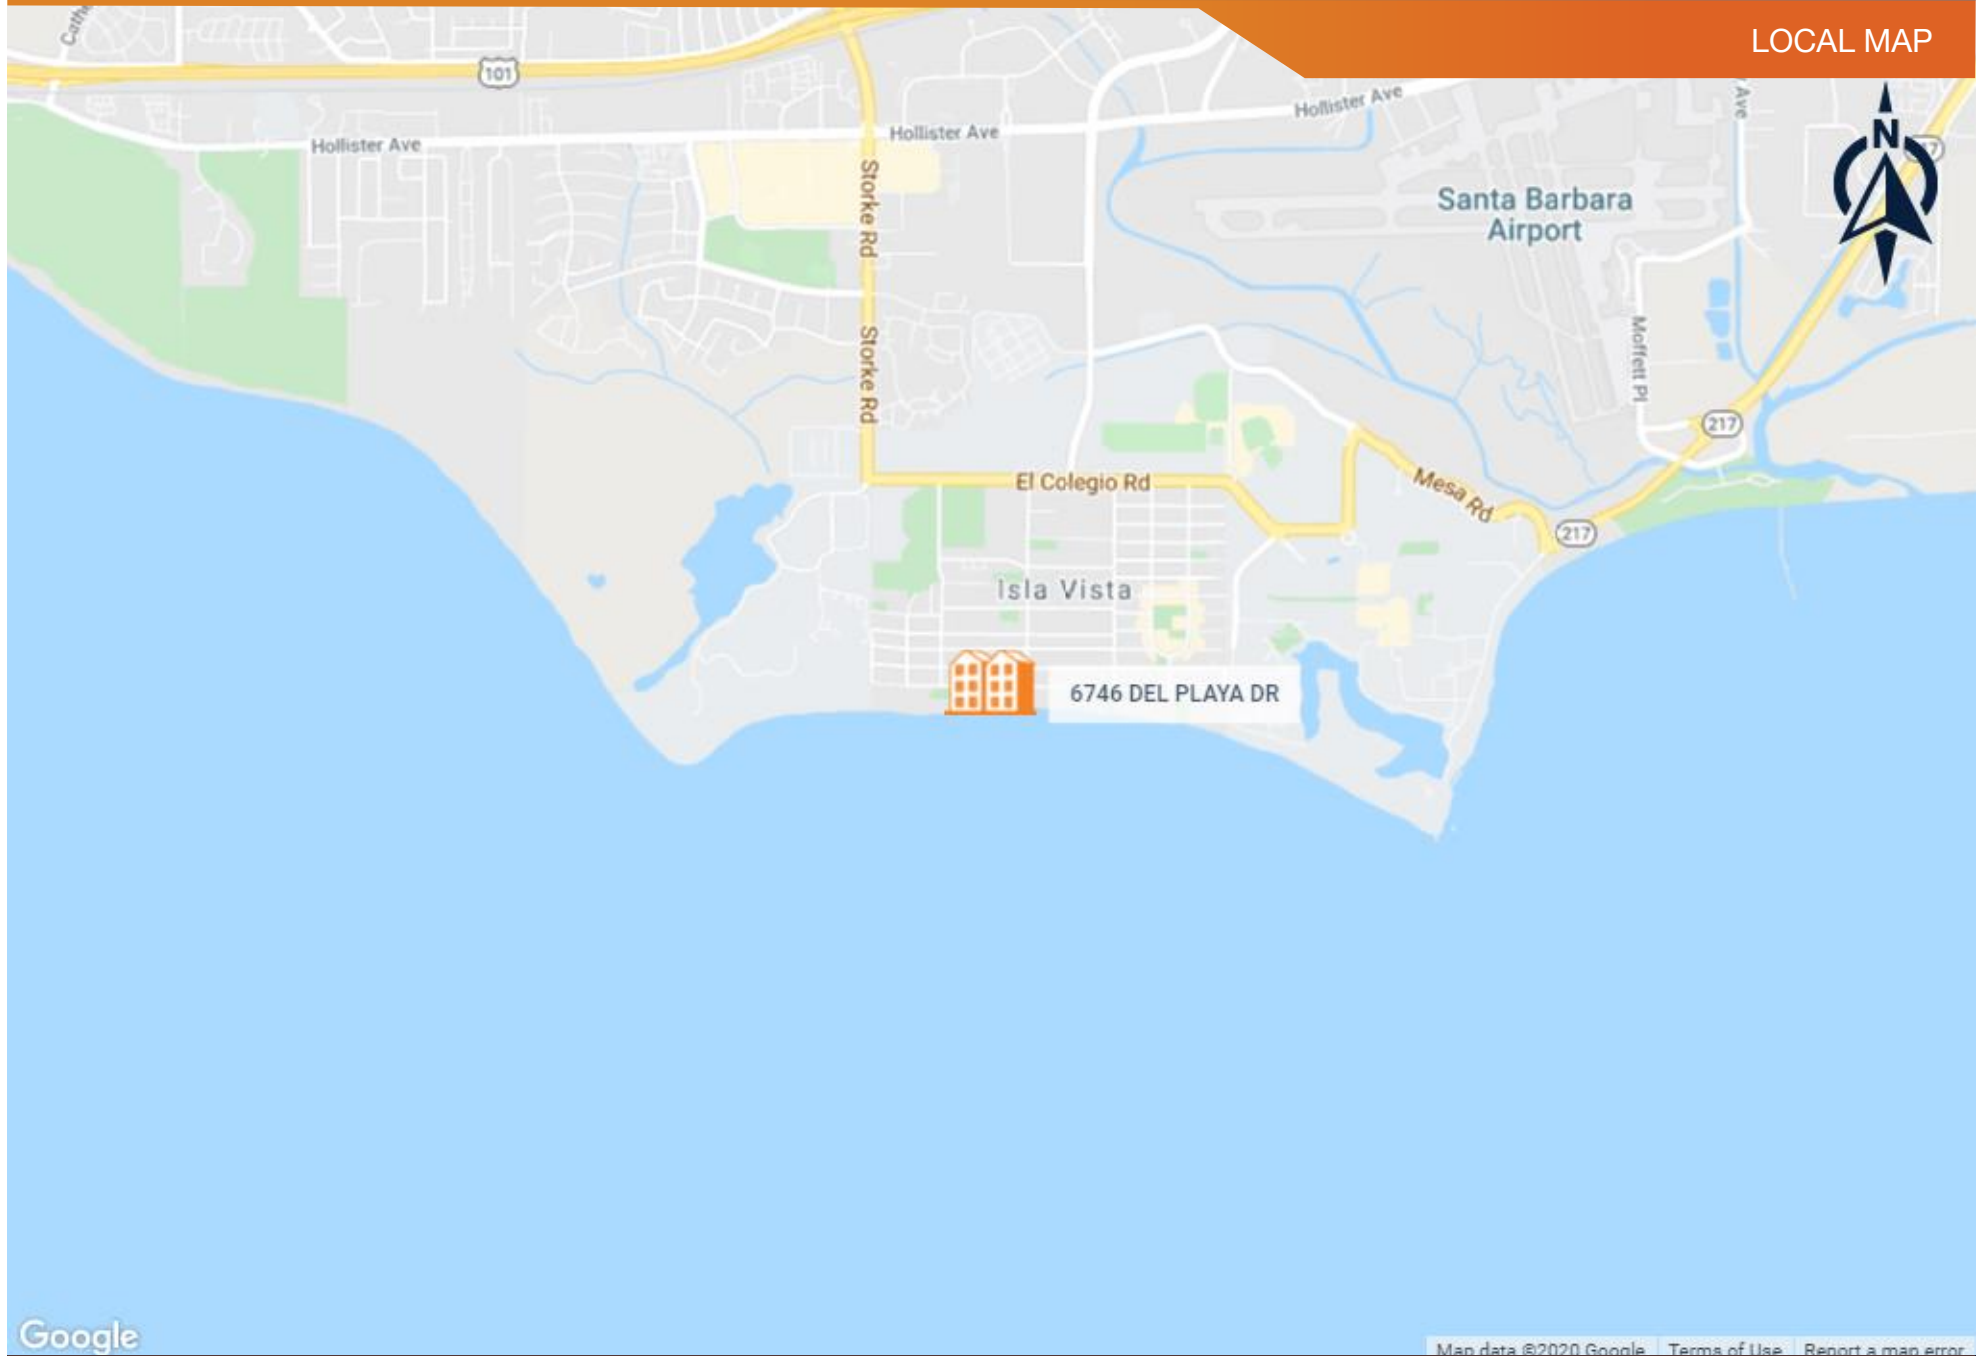 LOCAL MAP
101
Hollister Ave
Hollister Ave
Hollister Ave
Ave
N
Storke Rd
Santa Barbara
Airport
Storke Rd
Moffett Pl
217
El Colegio Rd
Mesa Rd
217
Isla Vista
6746 DEL PLAYA DR
Google
Map data ©2020 Google
Terms of Use
Report a map error